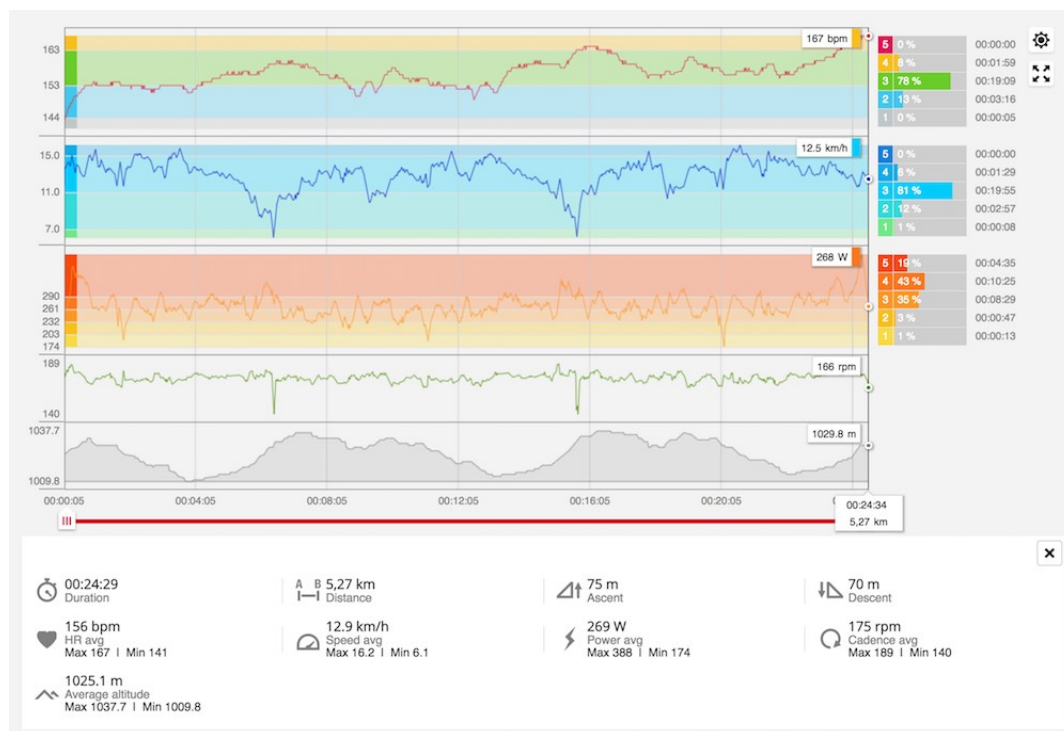 163
153
144
167 bpm
5 0 % 00:00:00
4 8 % 00:01:59
3 78 % 00:19:09
2 13 % 00:03:16
1 0 % 00:00:05
15.0
11.0
7.0
12.5 km/h
5 0 % 00:00:00
4 6 % 00:01:29
3 81 % 00:19:55
2 12 % 00:02:57
1 1 % 00:00:08
290
261
232
203
174
268 W
5 19 % 00:04:35
4 43 % 00:10:25
3 35 % 00:08:29
2 3 % 00:00:47
1 1 % 00:00:13
189
140
166 rpm
1037.7
1009.8
1029.8 m
00:00:05 00:04:05 00:08:05 00:12:05 00:16:05 00:20:05
00:24:34
5,27 km
00:24:29
Duration
A B
5,27 km
Distance
75 m
Ascent
70 m
Descent
156 bpm
HR avg
Max 167 | Min 141
12.9 km/h
Speed avg
Max 16.2 | Min 6.1
269 W
Power avg
Max 388 | Min 174
175 rpm
Cadence avg
Max 189 | Min 140
1025.1 m
Average altitude
Max 1037.7 | Min 1009.8